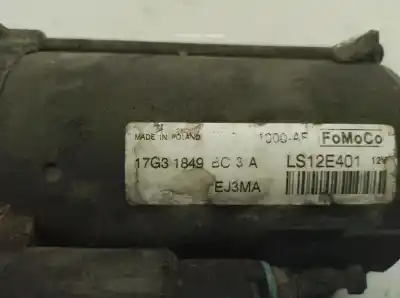 MADE IN POLAND 1000-AF FoMoCo
17G3 1849 BC 3 A LS12E401 12V
EJ3MA